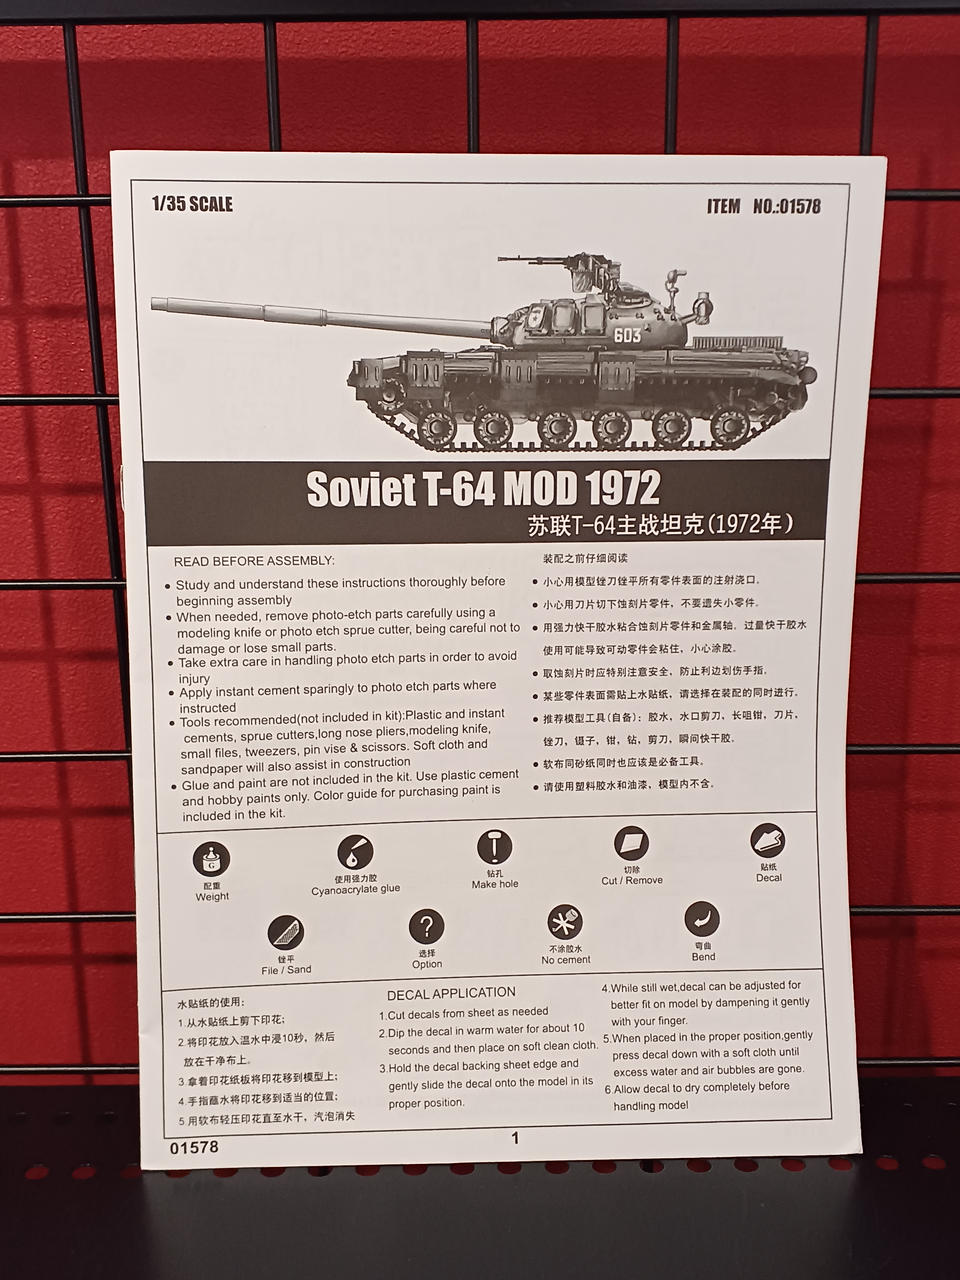 1/35 SCALE
ITEM NO.:01578
603
Soviet T-64 MOD 1972
苏联T-64主战坦克(1972年)
READ BEFORE ASSEMBLY:
• Study and understand these instructions thoroughly before
beginning assembly
• When needed, remove photo-etch parts carefully using a
modeling knife or photo etch sprue cutter, being careful not to
damage or lose small parts.
• Take extra care in handling photo etch parts in order to avoid
injury
• Apply instant cement sparingly to photo etch parts where
instructed
• Tools recommended(not included in kit):Plastic and instant
cements, sprue cutters,long nose pliers,modeling knife,
small files, tweezers, pin vise & scissors. Soft cloth and
sandpaper will also assist in construction
• Glue and paint are not included in the kit. Use plastic cement
and hobby paints only. Color guide for purchasing paint is
included in the kit.
装配之前仔细阅读
• 小心用模型锉刀锉平所有零件表面的注射浇口。
• 小心用刀片切下蚀刻片零件，不要遗失小零件。
• 用强力快干胶水粘合蚀刻片零件和金属轴。过量快干胶水
使用可能导致可动零件会粘住，小心涂胶。
• 取蚀刻片时应特别注意安全，防止利边划伤手指。
• 某些零件表面需贴上水贴纸，请选择在装配的同时进行。
• 推荐模型工具(自备)：胶水，水口剪刀，长咀钳，刀片，
锉刀、镊子，钳，钻，剪刀，瞬间快干胶。
• 软布同砂纸同时也应该是必备工具。
• 请使用塑料胶水和油漆，模型内不含。
配重
Weight
使用强力胶
Cyanoacrylate glue
钻孔
Make hole
切除
Cut / Remove
贴纸
Decal
锉平
File / Sand
选择
Option
不涂胶水
No cement
弯曲
Bend
水贴纸的使用：
1.从水贴纸上剪下印花；
2.将印花放入温水中浸10秒，然后
放在干净布上。
3.拿着印花纸板将印花移到模型上；
4.手指蘸水将印花移到适当的位置；
5.用软布轻压印花直至水干，汽泡消失
DECAL APPLICATION
1.Cut decals from sheet as needed
2.Dip the decal in warm water for about 10
seconds and then place on soft clean cloth.
3.Hold the decal backing sheet edge and
gently slide the decal onto the model in its
proper position.
4.While still wet,decal can be adjusted for
better fit on model by dampening it gently
with your finger.
5.When placed in the proper position,gently
press decal down with a soft cloth until
excess water and air bubbles are gone.
6.Allow decal to dry completely before
handling model
01578
1